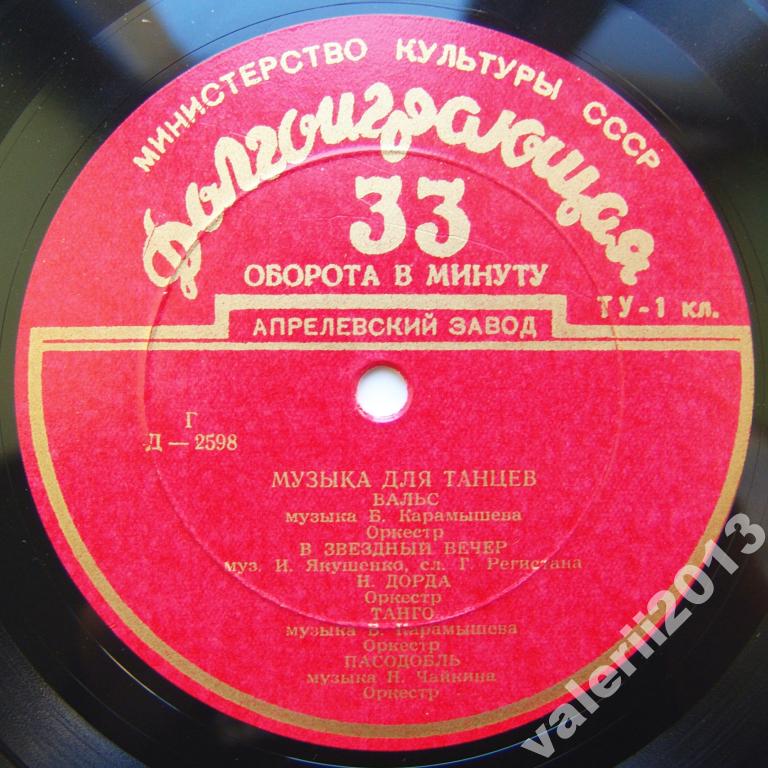 МИНИСТЕРСТВО КУЛЬТУРЫ СССР
Долгоиграющая
33
ОБОРОТА В МИНУТУ
ТУ-1 кл.
АПРЕЛЕВСКИЙ ЗАВОД
Г
Д — 2598
МУЗЫКА ДЛЯ ТАНЦЕВ
ВАЛЬС
музыка Б. Карамышева
Оркестр
В ЗВЕЗДНЫЙ ВЕЧЕР
муз. И. Якушенко, сл. Г. Регистана
Н. ДОРДА
Оркестр
ТАНГО
музыка Б. Карамышева
Оркестр
ПАСОДОБЛЬ
музыка Н. Чайкина
Оркестр
valerii2013